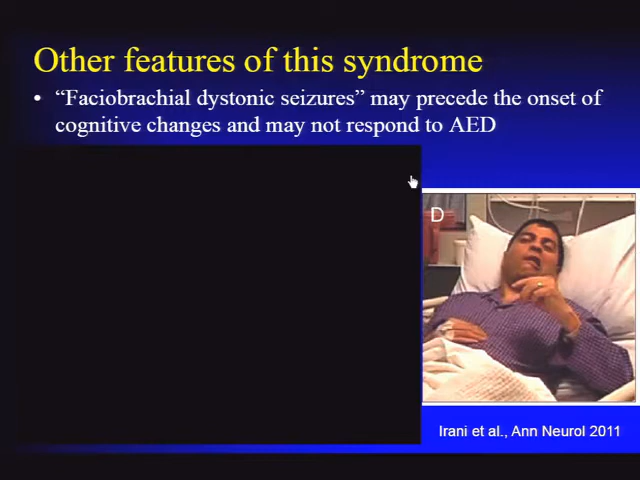 Other features of this syndrome
• “Faciobrachial dystonic seizures” may precede the onset of
cognitive changes and may not respond to AED
D
Irani et al., Ann Neurol 2011